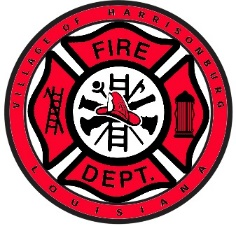 VILLAGE OF HARRISONBURG
FIRE
DEPT.
LOUISIANA